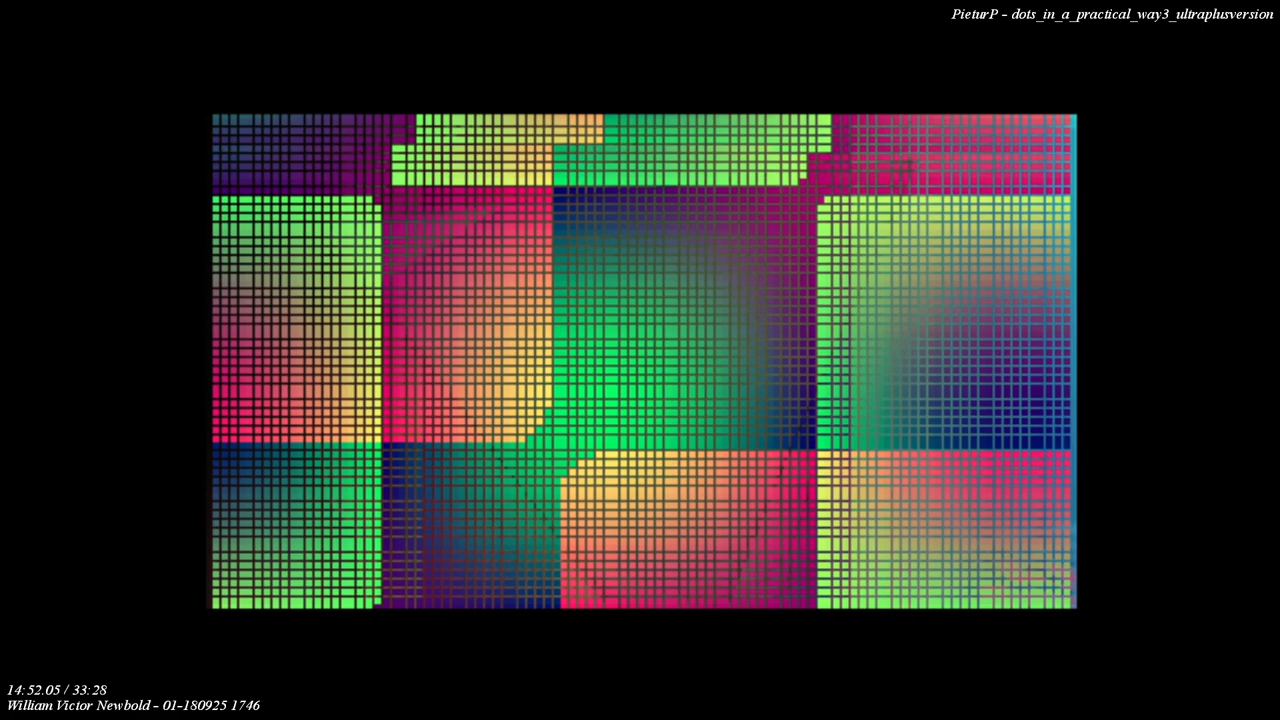 PieturP - dots_in_a_practical_way3_ultraplusversion
14:52.05 / 33:28
William Victor Newbold - 01-180925 1746